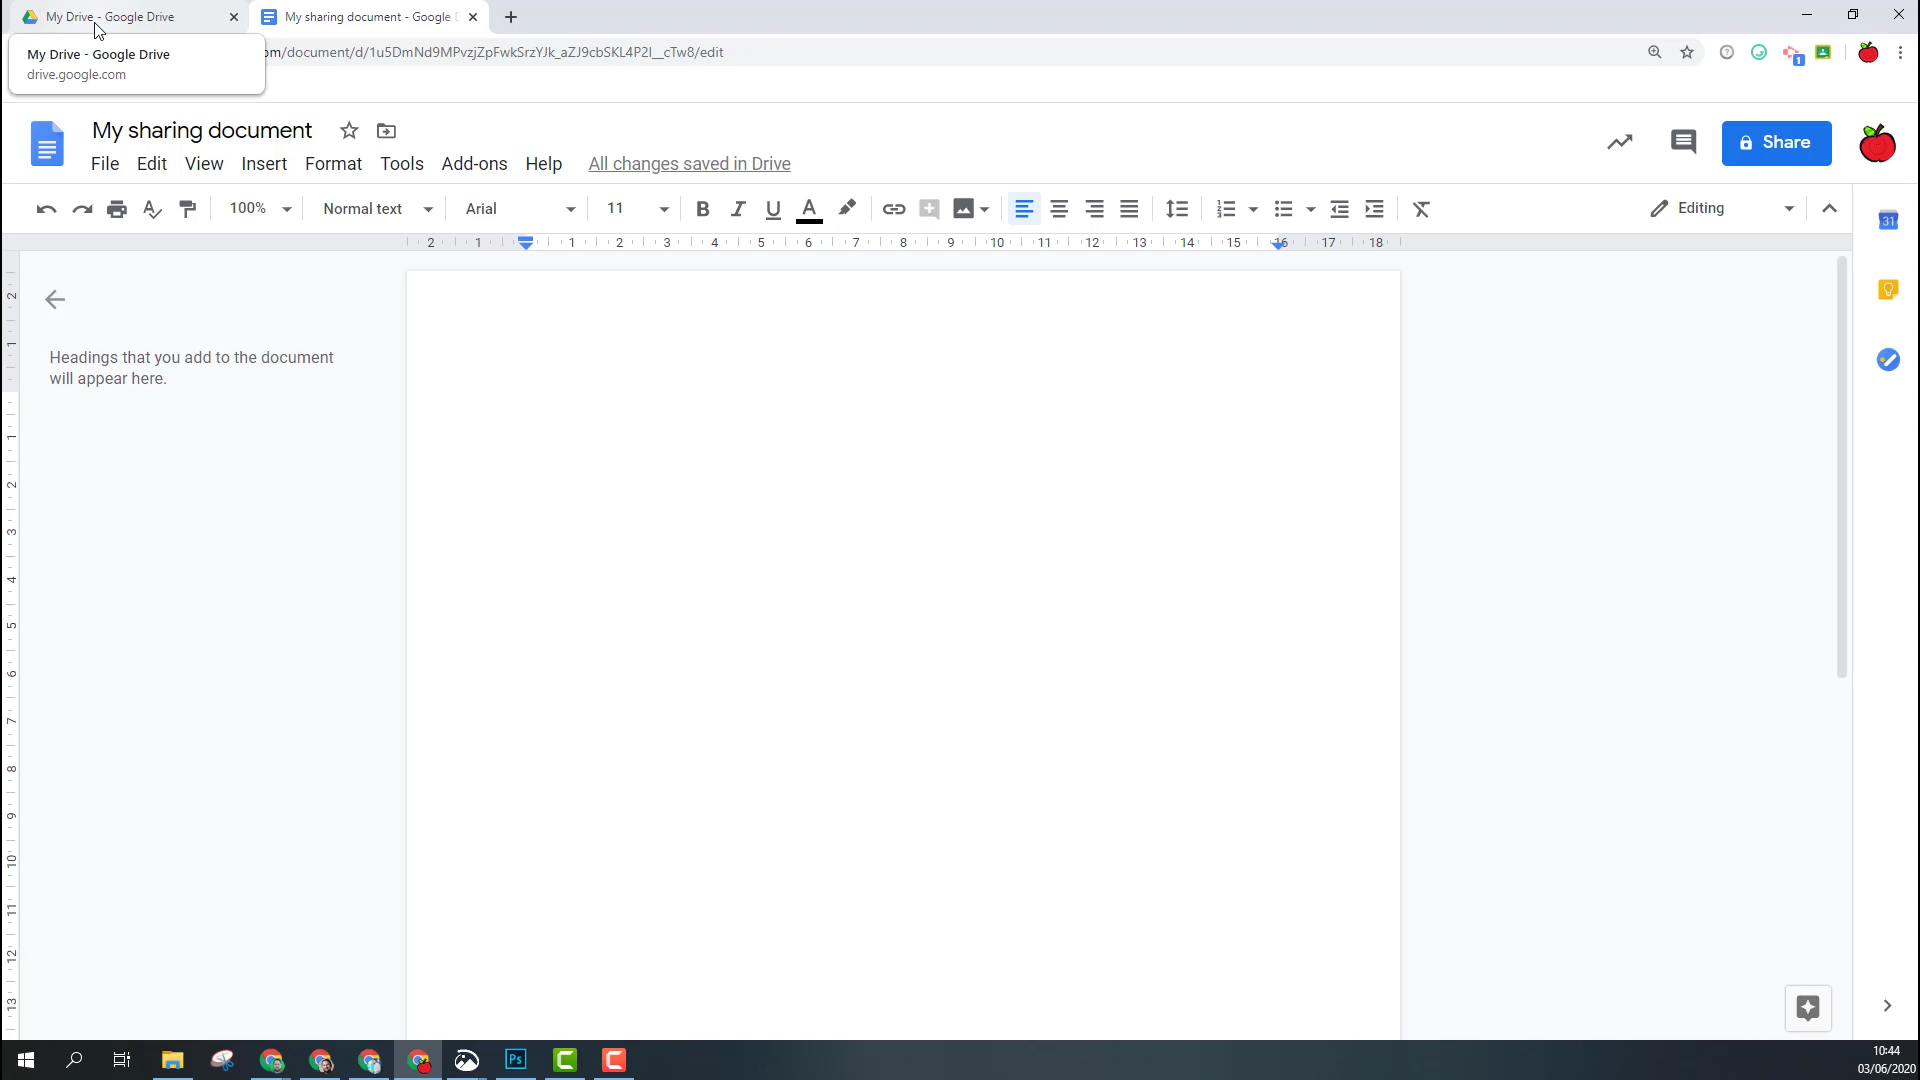 My Drive - Google Drive
My sharing document - Google D
My Drive - Google Drive
drive.google.com
om/document/d/1u5DmNd9MPvzjZpFwkSrzYJk_aZJ9cbSKL4P2I__cTw8/edit
1
My sharing document
File Edit View Insert Format Tools Add-ons Help All changes saved in Drive
Share
100% Normal text Arial 11 B I U A Editing
2 1 1 2 3 4 5 6 7 8 9 10 11 12 13 14 15 16 17 18
31
Headings that you add to the document
will appear here.
2
1
1
2
3
4
5
6
7
8
9
10
11
12
13
Ps
10:44
03/06/2020